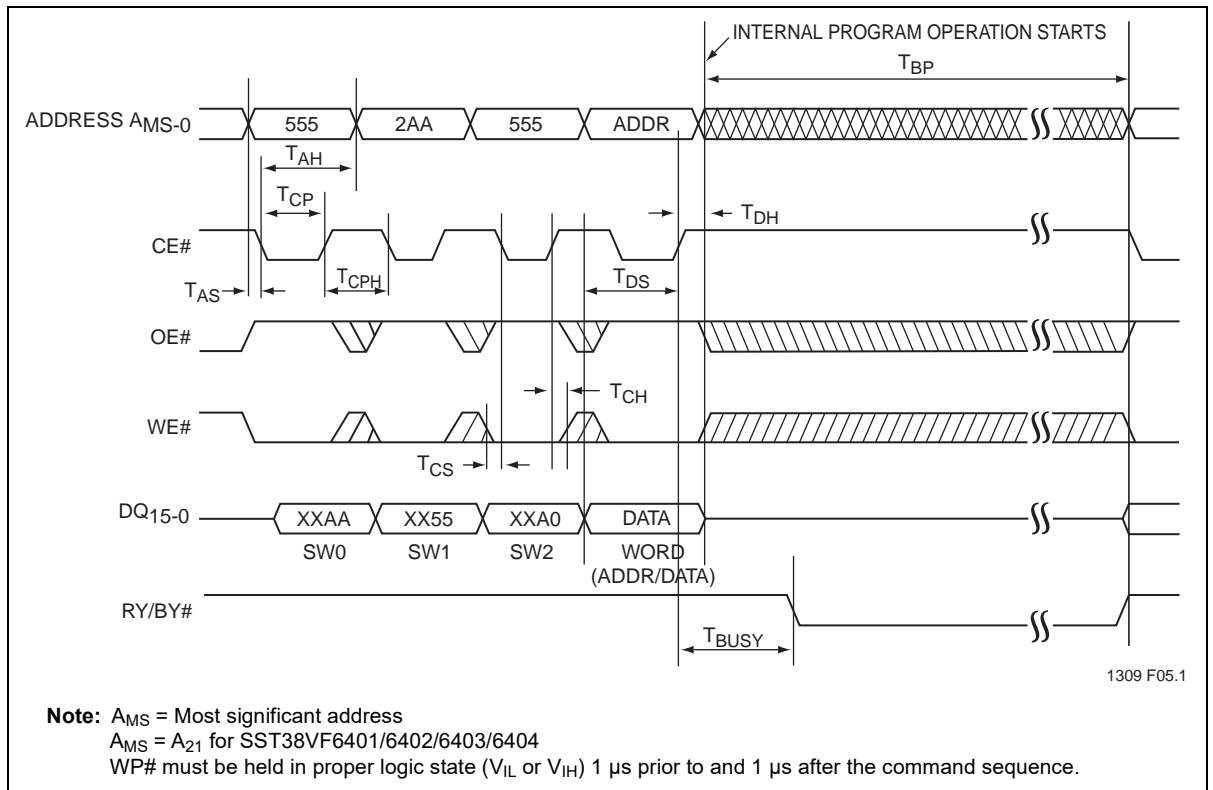 INTERNAL PROGRAM OPERATION STARTS
TBP
ADDRESS AMS-0
555
2AA
555
ADDR
TAH
TCP
TDH
CE#
TAS
TCPH
TDS
OE#
TCH
WE#
TCS
DQ15-0
XXAA
XX55
XXA0
DATA
SW0
SW1
SW2
WORD
(ADDR/DATA)
RY/BY#
TBUSY
1309 F05.1
Note: AMS = Most significant address
AMS = A21 for SST38VF6401/6402/6403/6404
WP# must be held in proper logic state (VIL or VIH) 1 µs prior to and 1 µs after the command sequence.